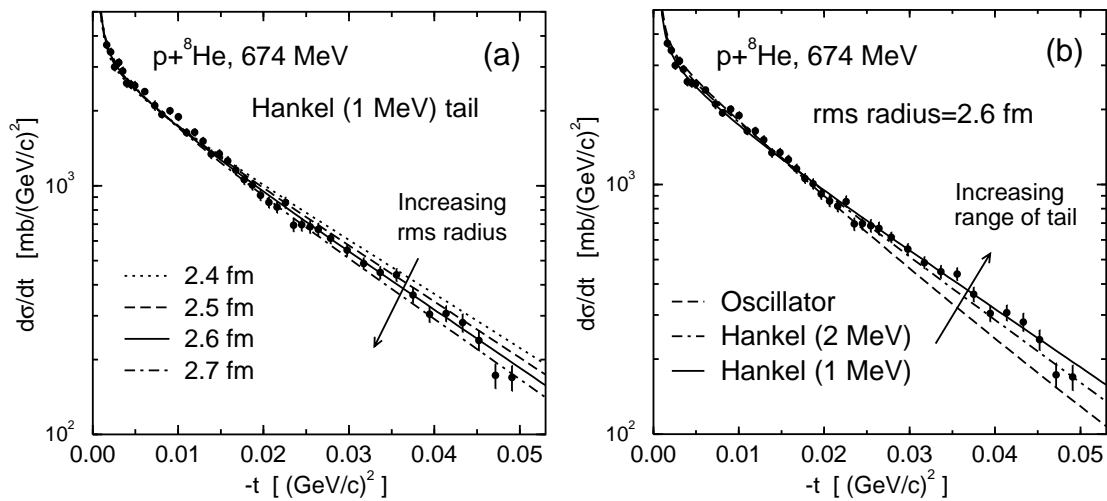 p+⁸He, 674 MeV (a)
Hankel (1 MeV) tail
Increasing
rms radius
2.4 fm
2.5 fm
2.6 fm
2.7 fm
dσ/dt [mb/(GeV/c)²]
10³
10²
0.00 0.01 0.02 0.03 0.04 0.05
-t [ (GeV/c)² ]
p+⁸He, 674 MeV (b)
rms radius=2.6 fm
Increasing
range of tail
Oscillator
Hankel (2 MeV)
Hankel (1 MeV)
dσ/dt [mb/(GeV/c)²]
10³
10²
0.00 0.01 0.02 0.03 0.04 0.05
-t [ (GeV/c)² ]